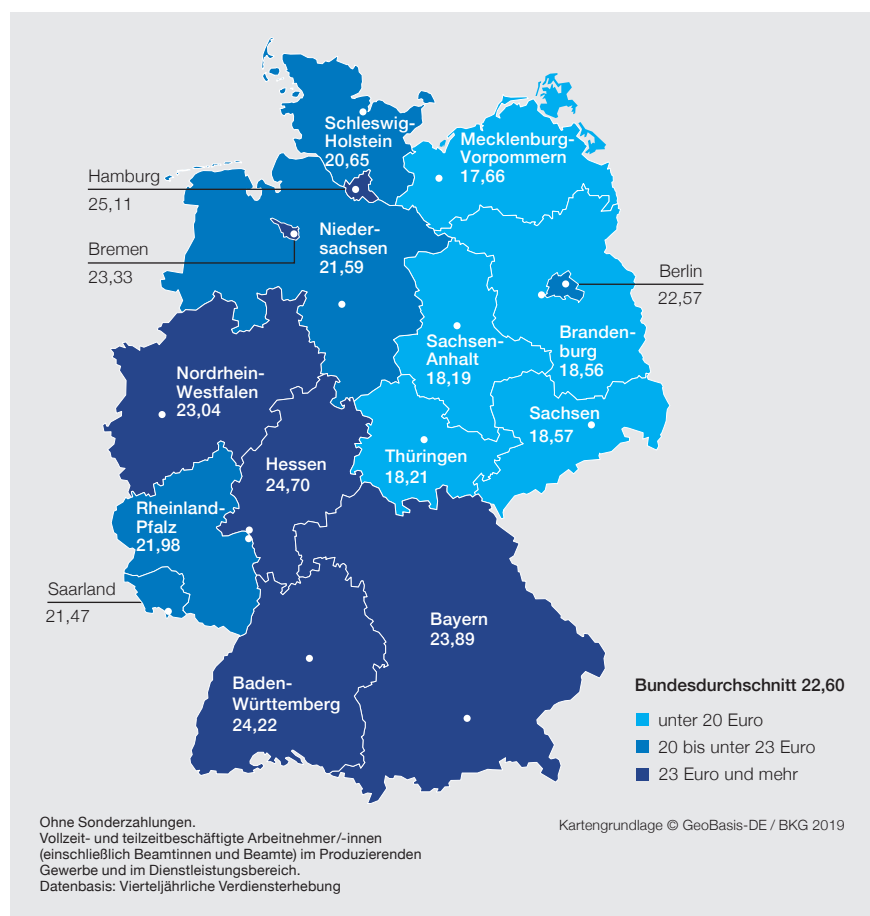 Schleswig-
Holstein
20,65
Mecklenburg-
Vorpommern
17,66
Hamburg
25,11
Bremen
23,33
Nieder-
sachsen
21,59
Berlin
22,57
Sachsen-
Anhalt
18,19
Branden-
burg
18,56
Nordrhein-
Westfalen
23,04
Sachsen
18,57
Hessen
24,70
Thüringen
18,21
Rheinland-
Pfalz
21,98
Saarland
21,47
Bayern
23,89
Baden-
Württemberg
24,22
Bundesdurchschnitt 22,60
unter 20 Euro
20 bis unter 23 Euro
23 Euro und mehr
Ohne Sonderzahlungen.
Vollzeit- und teilzeitbeschäftigte Arbeitnehmer/-innen
(einschließlich Beamtinnen und Beamte) im Produzierenden
Gewerbe und im Dienstleistungsbereich.
Datenbasis: Vierteljährliche Verdiensterhebung
Kartengrundlage © GeoBasis-DE / BKG 2019